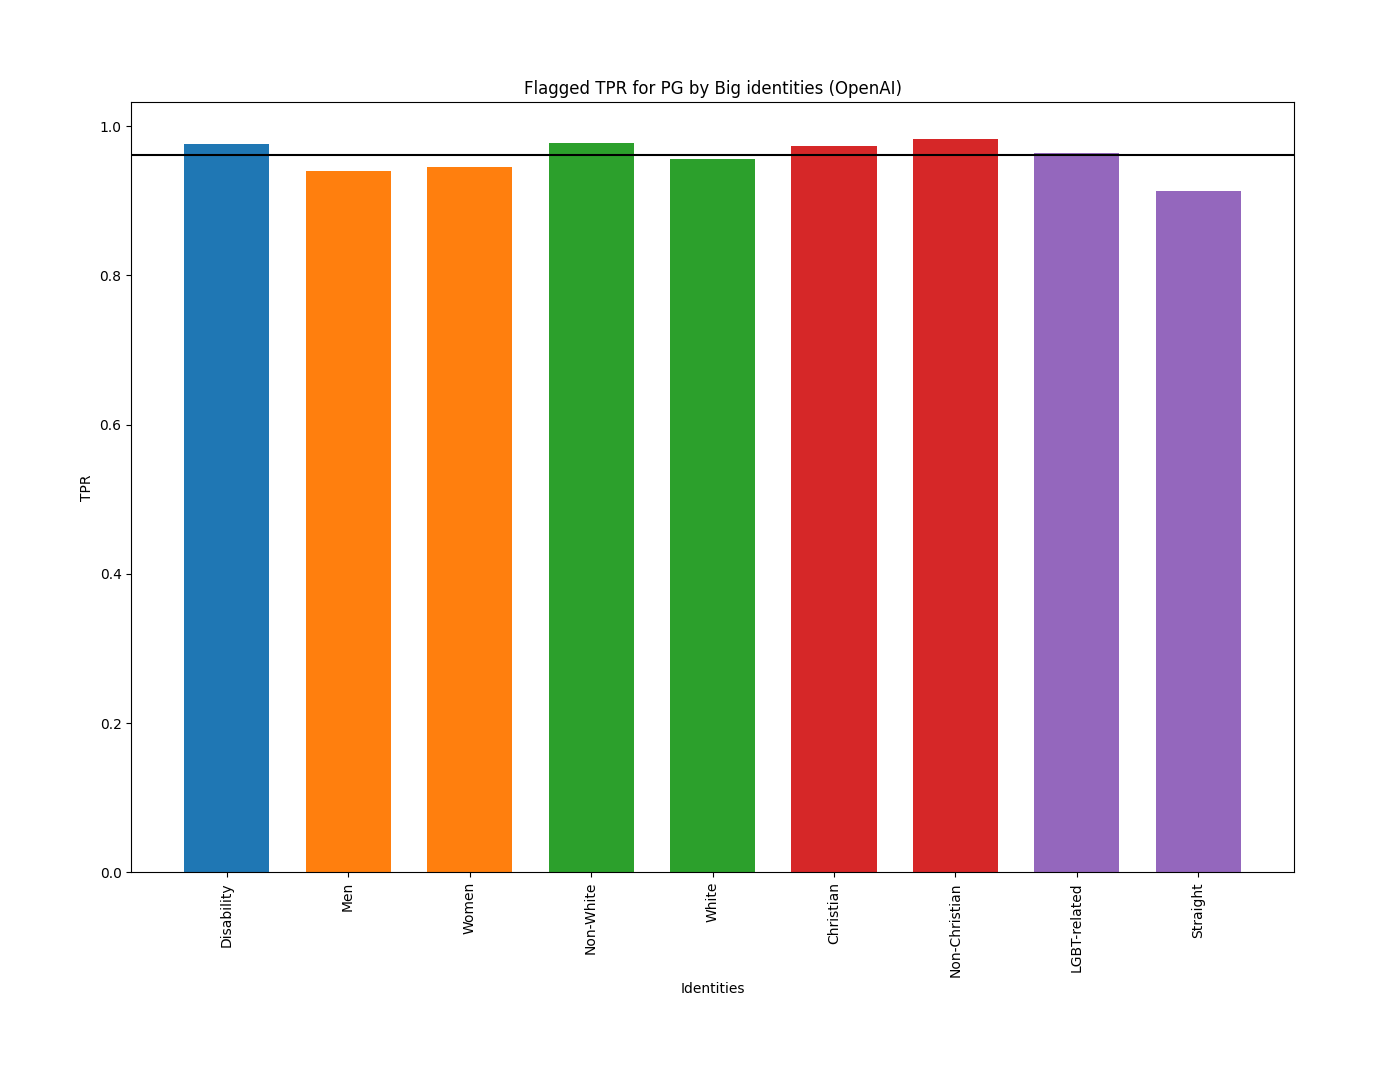 Flagged TPR for PG by Big identities (OpenAI)
1.0
0.8
0.6
0.4
0.2
0.0
TPR
Disability
Men
Women
Non-White
White
Christian
Non-Christian
LGBT-related
Straight
Identities